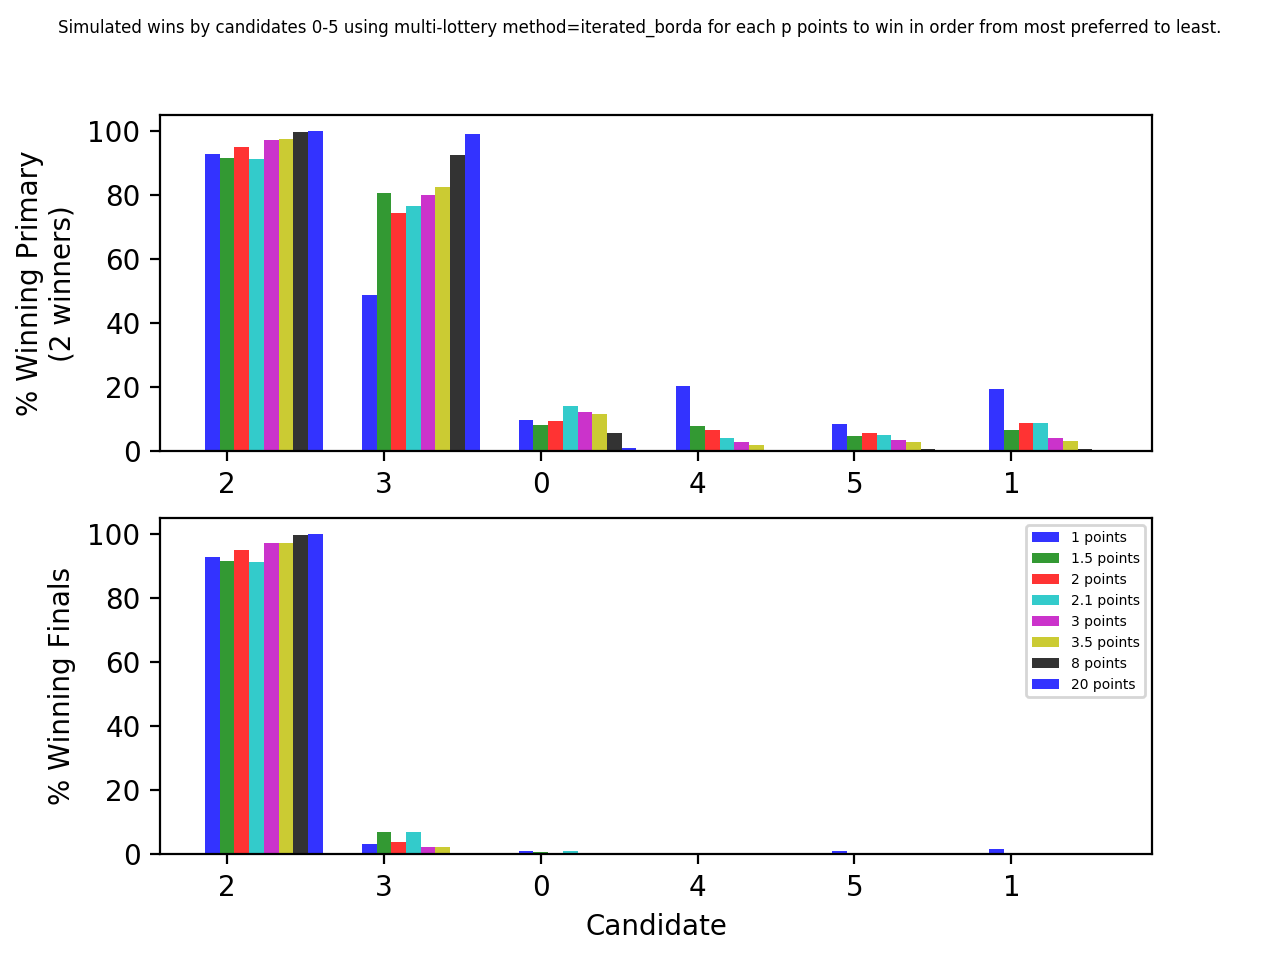 Simulated wins by candidates 0-5 using multi-lottery method=iterated_borda for each p points to win in order from most preferred to least.
% Winning Primary
(2 winners)
100
80
60
40
20
0
2 3 0 4 5 1
% Winning Finals
100
80
60
40
20
0
1 points
1.5 points
2 points
2.1 points
3 points
3.5 points
8 points
20 points
2 3 0 4 5 1
Candidate